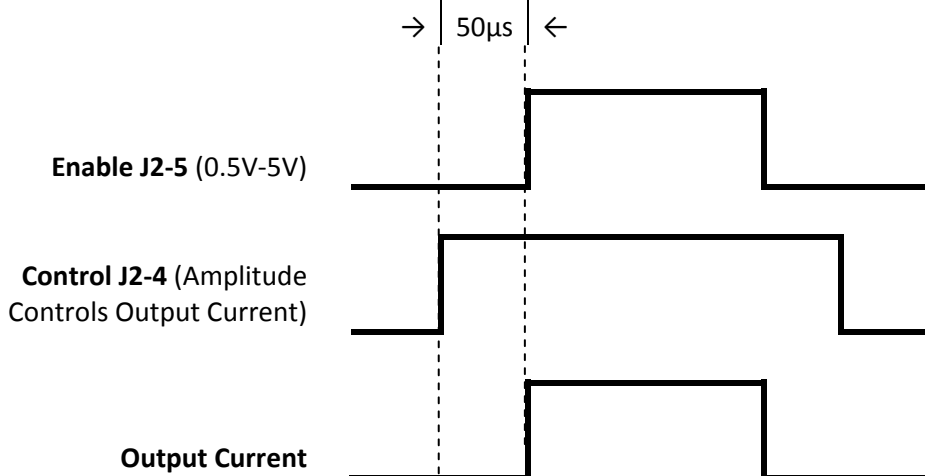 → 50µs ←
Enable J2-5 (0.5V-5V)
Control J2-4 (Amplitude
Controls Output Current)
Output Current